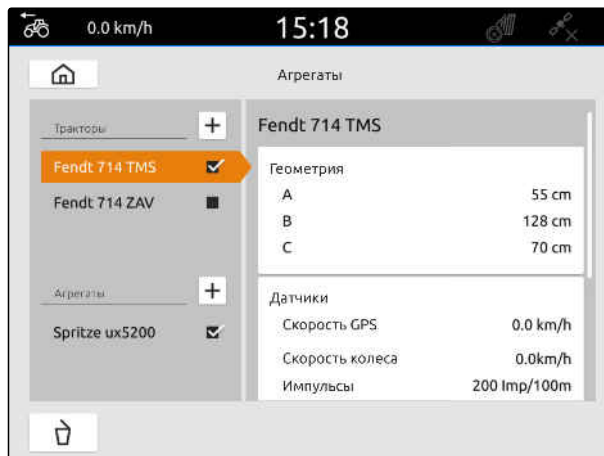 0.0 km/h
15:18
Агрегаты
Тракторы
+
Fendt 714 TMS
Fendt 714 ZAV
Агрегаты
+
Spritze ux5200
Fendt 714 TMS
Геометрия
A 55 cm
B 128 cm
C 70 cm
Датчики
Скорость GPS 0.0 km/h
Скорость колеса 0.0km/h
Импульсы 200 Imp/100m